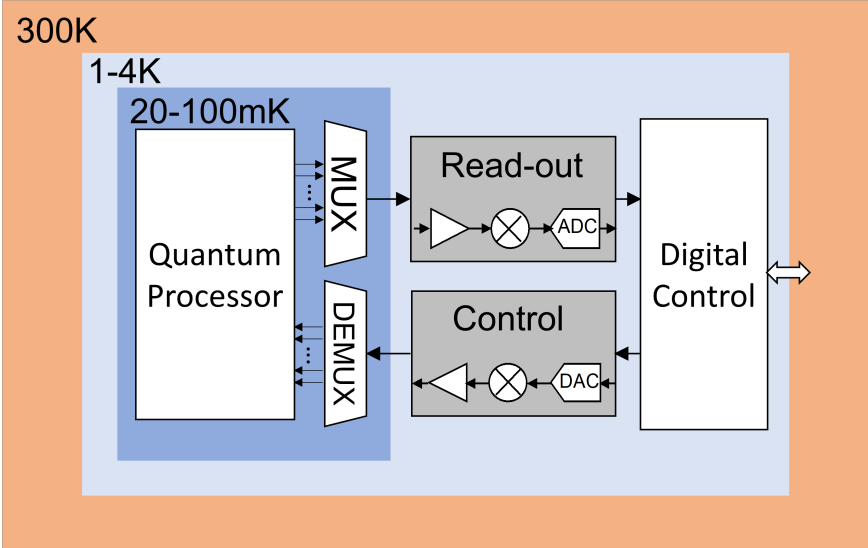 300K
1-4K
20-100mK
Quantum
Processor
MUX
DEMUX
Read-out
ADC
Control
DAC
Digital
Control